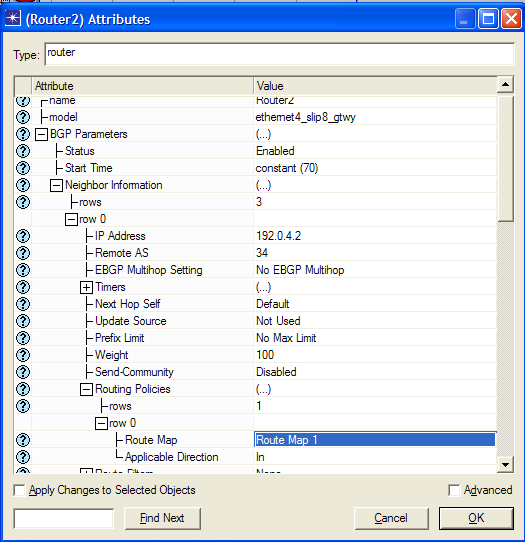 (Router2) Attributes
Type: router
Attribute Value
name Router2
model ethernet4_slip8_gtwy
BGP Parameters (...)
Status Enabled
Start Time constant (70)
Neighbor Information (...)
rows 3
row 0
IP Address 192.0.4.2
Remote AS 34
EBGP Multihop Setting No EBGP Multihop
Timers (...)
Next Hop Self Default
Update Source Not Used
Prefix Limit No Max Limit
Weight 100
Send-Community Disabled
Routing Policies (...)
rows 1
row 0
Route Map Route Map 1
Applicable Direction In
Route Filters None
Apply Changes to Selected Objects Advanced
Find Next Cancel OK